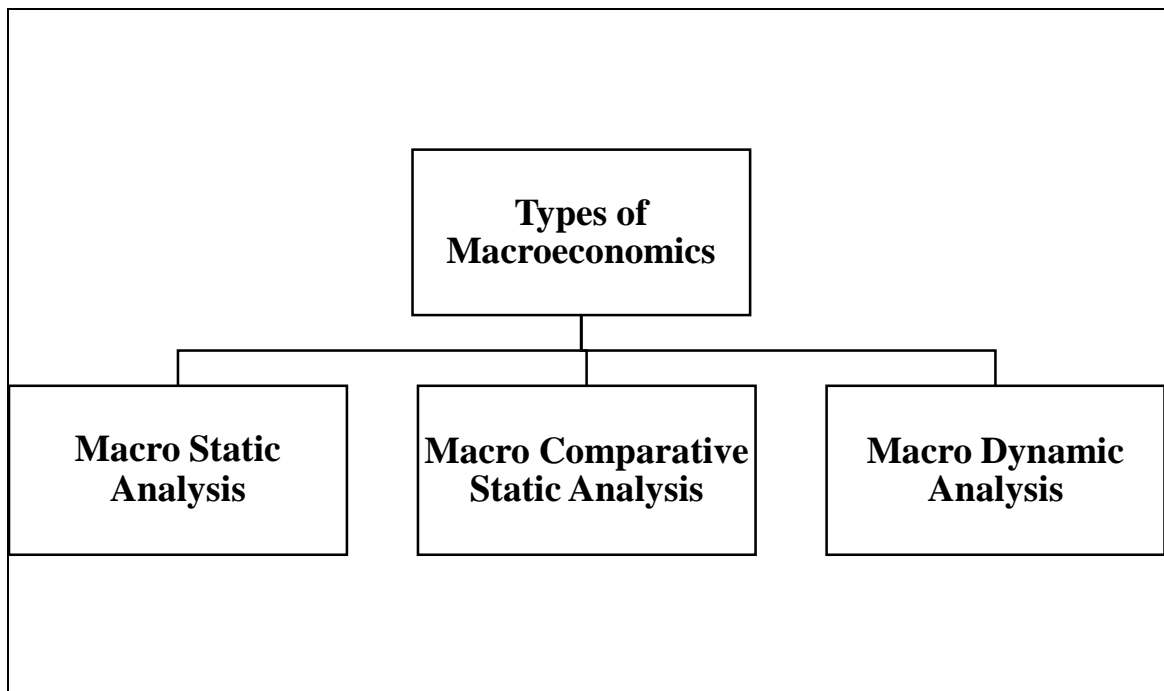 Types of
Macroeconomics
Macro Static
Analysis
Macro Comparative
Static Analysis
Macro Dynamic
Analysis